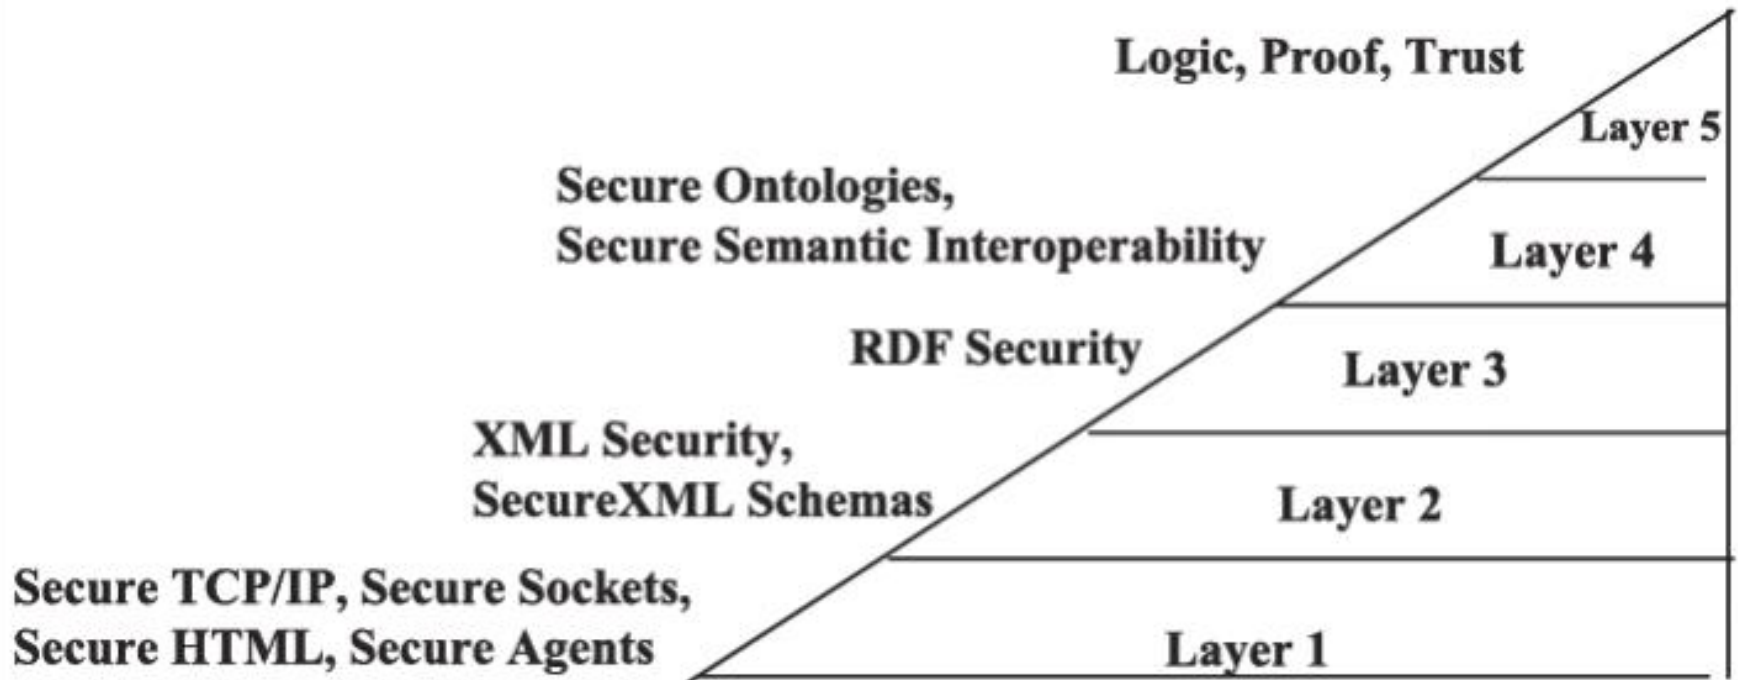 Logic, Proof, Trust
Layer 5
Secure Ontologies,
Secure Semantic Interoperability
Layer 4
RDF Security
Layer 3
XML Security,
SecureXML Schemas
Layer 2
Secure TCP/IP, Secure Sockets,
Secure HTML, Secure Agents
Layer 1